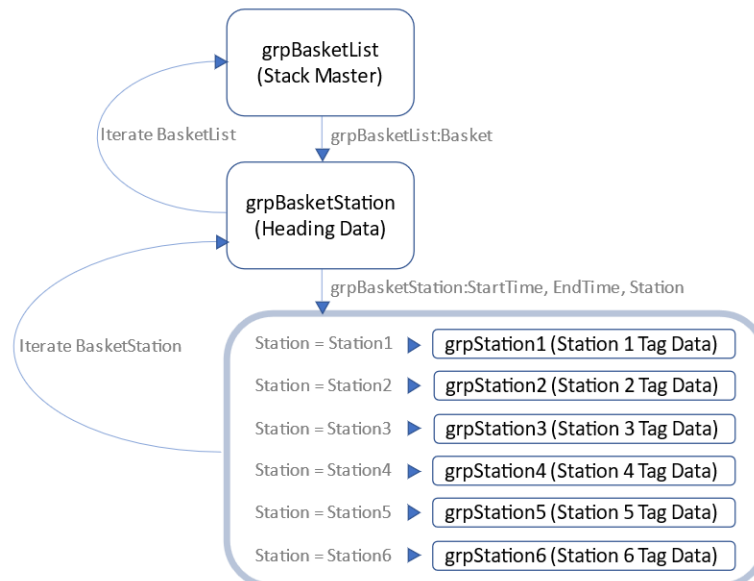 grpBasketList
(Stack Master)
Iterate BasketList
grpBasketList:Basket
grpBasketStation
(Heading Data)
grpBasketStation:StartTime, EndTime, Station
Iterate BasketStation
Station = Station1 grpStation1 (Station 1 Tag Data)
Station = Station2 grpStation2 (Station 2 Tag Data)
Station = Station3 grpStation3 (Station 3 Tag Data)
Station = Station4 grpStation4 (Station 4 Tag Data)
Station = Station5 grpStation5 (Station 5 Tag Data)
Station = Station6 grpStation6 (Station 6 Tag Data)